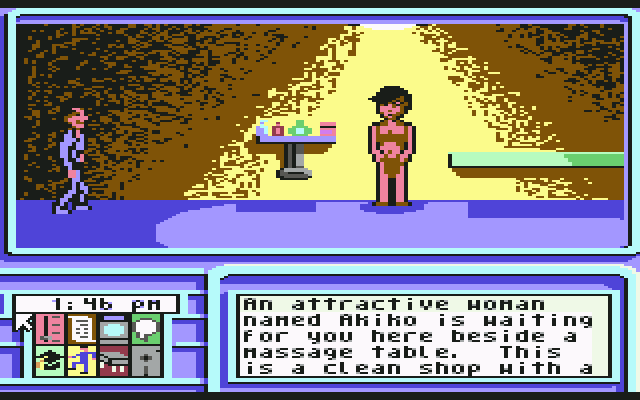 1:46 pm
An attractive woman
named Akiko is waiting
for you here beside a
massage table.  This
is a clean shop with a